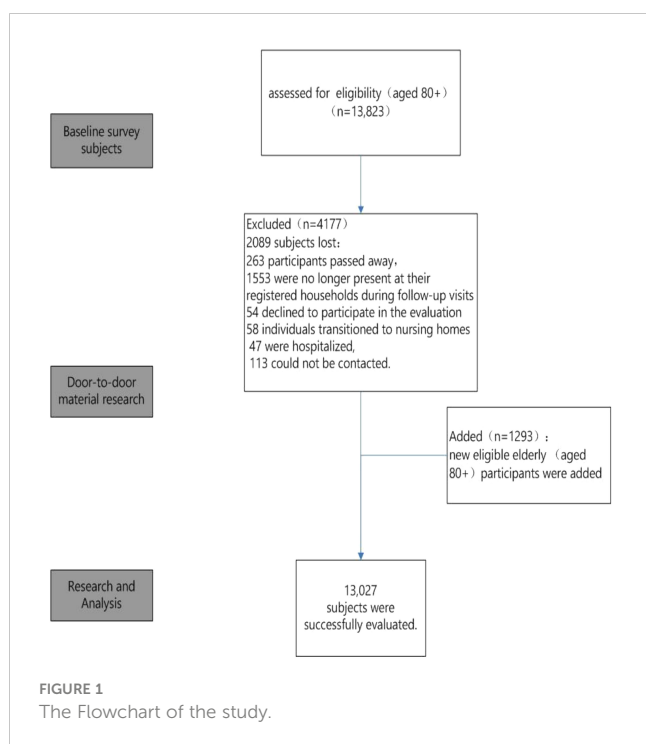 assessed for eligibility（aged 80+）
（n=13,823）
Baseline survey
subjects
Excluded（n=4177）
2089 subjects lost：
263 participants passed away，
1553 were no longer present at their
registered households during follow-up visits
54 declined to participate in the evaluation
58 individuals transitioned to nursing homes
47 were hospitalized,
113 could not be contacted.
Door-to-door
material research
Added（n=1293）：
new eligible elderly（aged
80+）participants were added
Research and
Analysis
13,027
subjects were
successfully evaluated.
FIGURE 1
The Flowchart of the study.